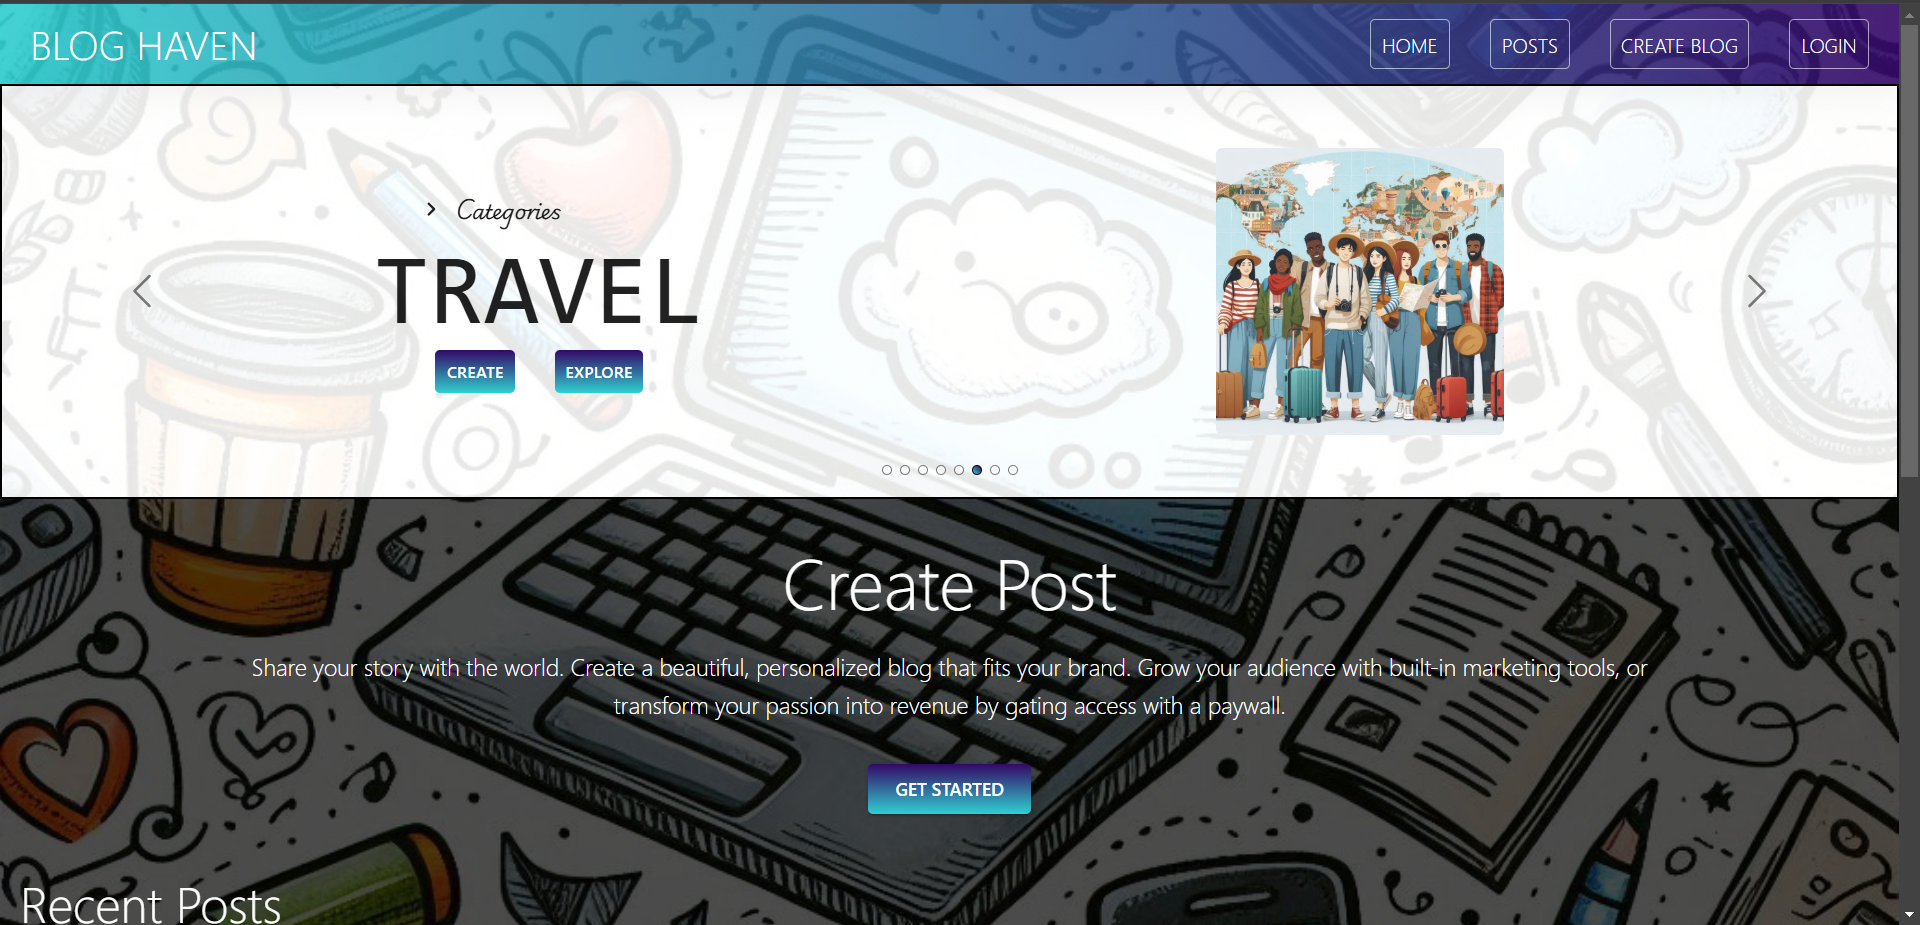 BLOG HAVEN
HOME
POSTS
CREATE BLOG
LOGIN
Categories
TRAVEL
CREATE
EXPLORE
Create Post
Share your story with the world. Create a beautiful, personalized blog that fits your brand. Grow your audience with built-in marketing tools, or
transform your passion into revenue by gating access with a paywall.
GET STARTED
Recent Posts